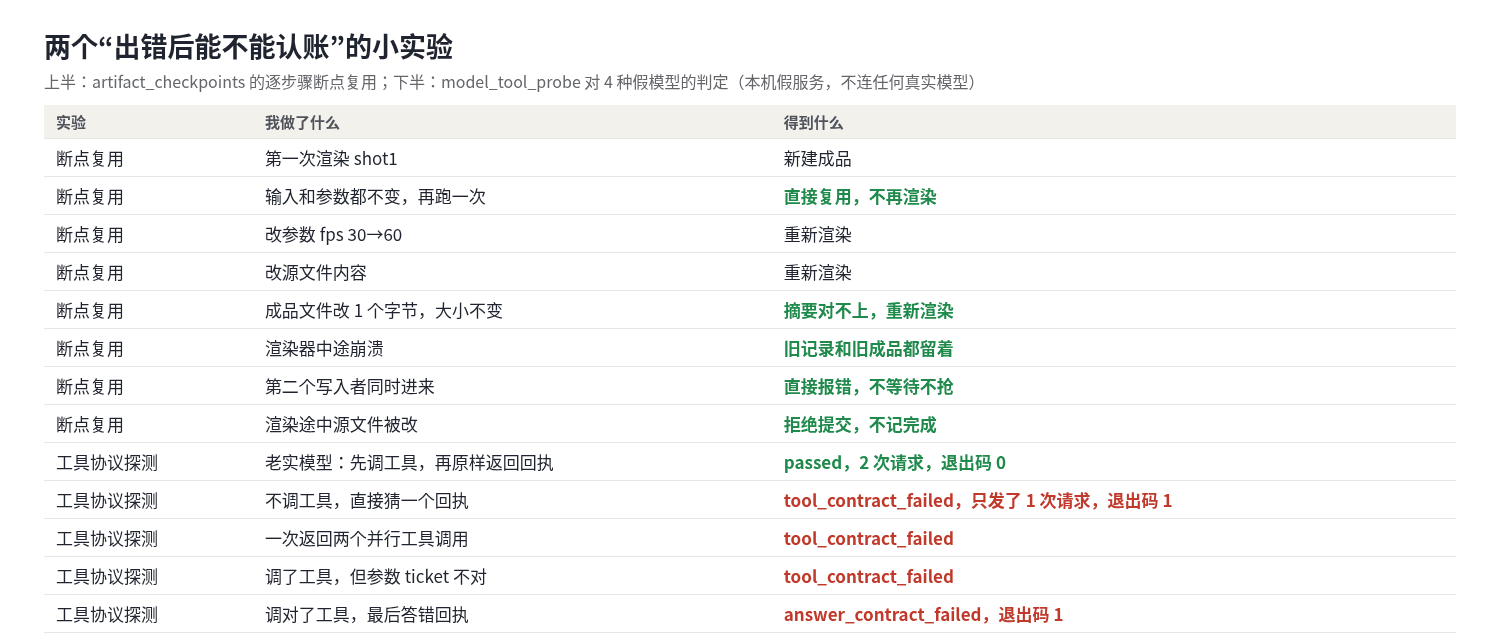 两个“出错后能不能认账”的小实验
上半：artifact_checkpoints 的逐步骤断点复用；下半：model_tool_probe 对 4 种假模型的判定（本机假服务，不连任何真实模型）
实验 我做了什么 得到什么
断点复用 第一次渲染 shot1 新建成品
断点复用 输入和参数都不变，再跑一次 直接复用，不再渲染
断点复用 改参数 fps 30→60 重新渲染
断点复用 改源文件内容 重新渲染
断点复用 成品文件改 1 个字节，大小不变 摘要对不上，重新渲染
断点复用 渲染器中途崩溃 旧记录和旧成品都留着
断点复用 第二个写入者同时进来 直接报错，不等待不抢
断点复用 渲染途中源文件被改 拒绝提交，不记完成
工具协议探测 老实模型：先调工具，再原样返回回执 passed，2 次请求，退出码 0
工具协议探测 不调工具，直接猜一个回执 tool_contract_failed，只发了 1 次请求，退出码 1
工具协议探测 一次返回两个并行工具调用 tool_contract_failed
工具协议探测 调了工具，但参数 ticket 不对 tool_contract_failed
工具协议探测 调对了工具，最后答错回执 answer_contract_failed，退出码 1